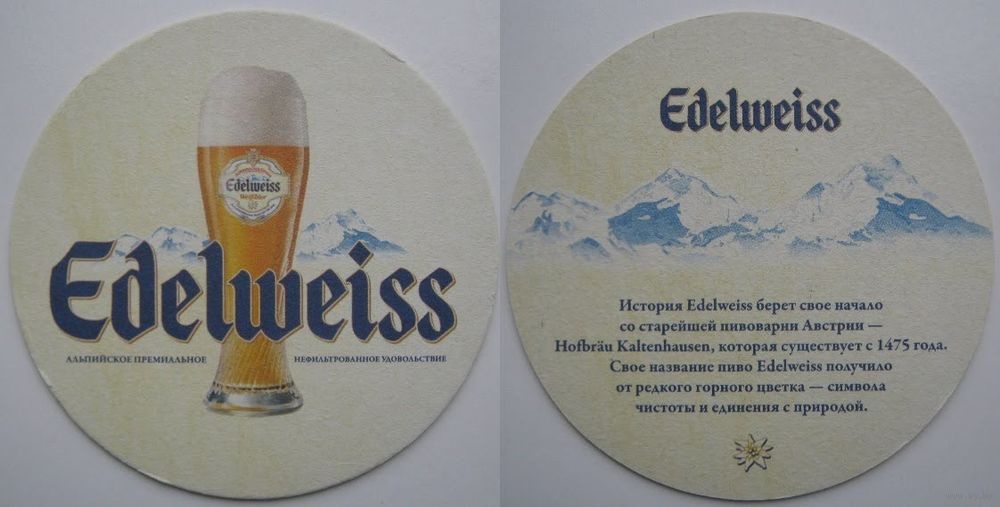 Edelweiss
Weißbier
Edelweiss
АЛЬПИЙСКОЕ ПРЕМИАЛЬНОЕ НЕФИЛЬТРОВАННОЕ УДОВОЛЬСТВИЕ
Edelweiss
История Edelweiss берет свое начало
со старейшей пивоварни Австрии —
Hofbräu Kaltenhausen, которая существует с 1475 года.
Свое название пиво Edelweiss получило
от редкого горного цветка — символа
чистоты и единения с природой.